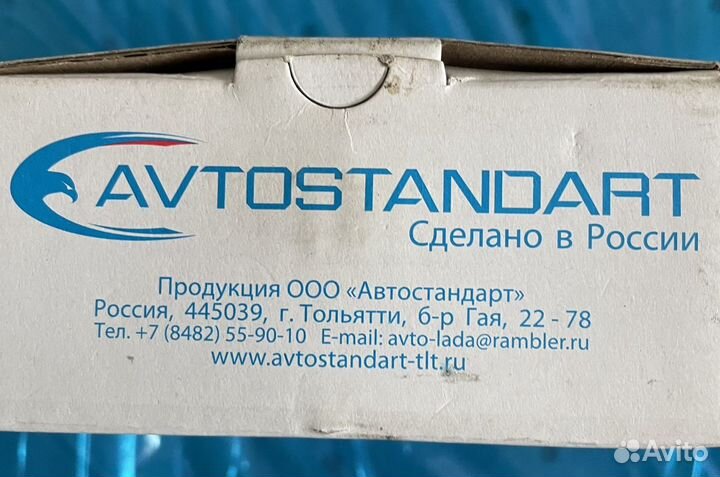 AVTOSTANDART
Сделано в России
Продукция ООО «Автостандарт»
Россия, 445039, г. Тольятти, б-р Гая, 22 - 78
Тел. +7 (8482) 55-90-10 E-mail: avto-lada@rambler.ru
www.avtostandart-tlt.ru
Avito